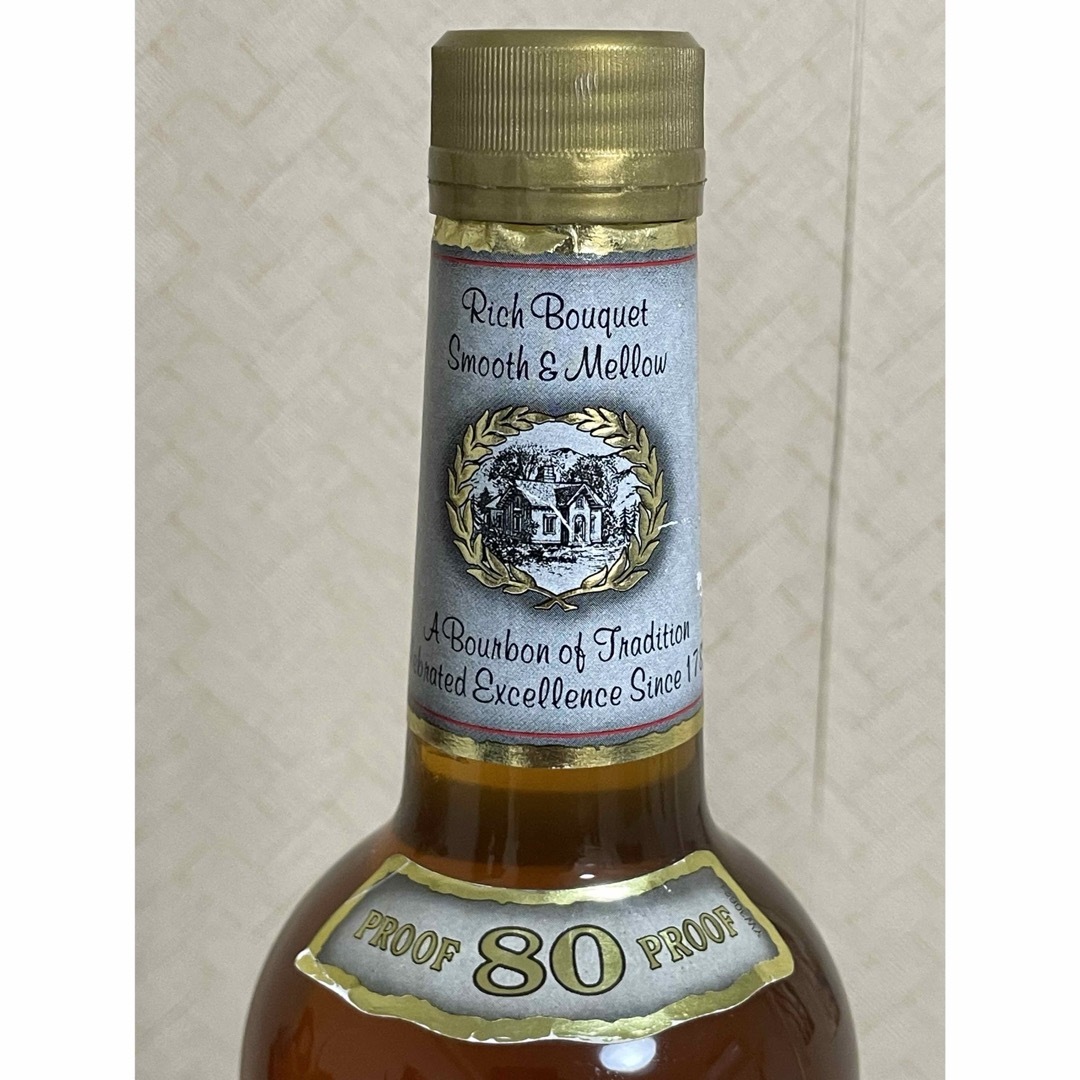 Rich Bouquet
Smooth & Mellow
A Bourbon of Tradition
Excellence Since
PROOF 80 PROOF